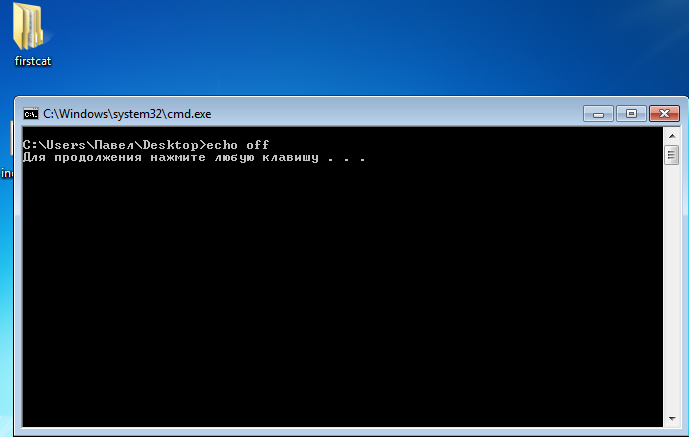 firstcat
C:\Windows\system32\cmd.exe
C:\Users\Павел\Desktop>echo off
Для продолжения нажмите любую клавишу . . .